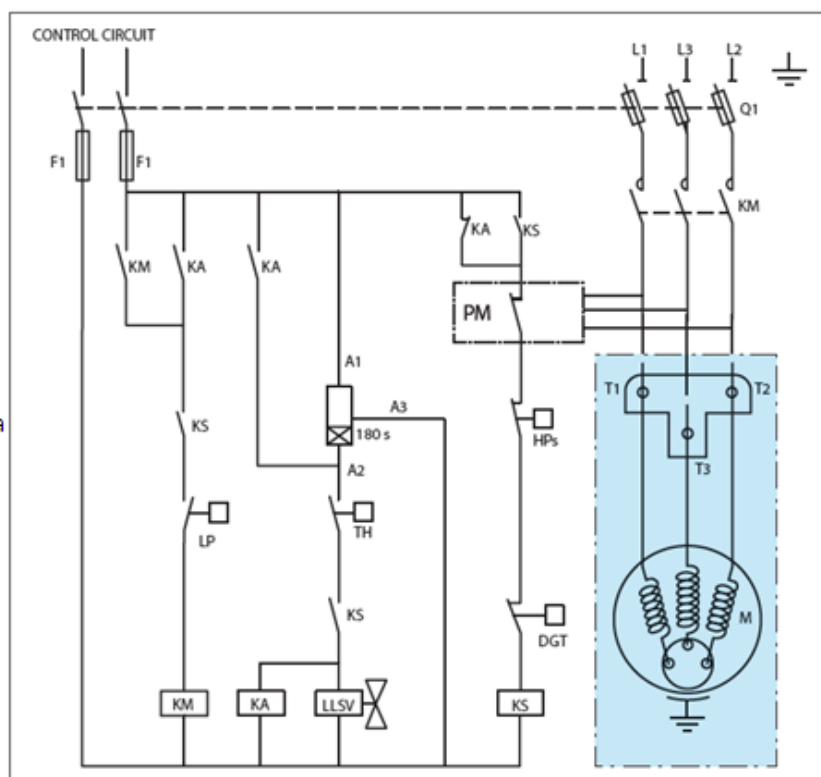 CONTROL CIRCUIT
L1 L3 L2
Q1
F1 F1
KM
KA KS
KM KA KA
PM
A1
T1 T2
A3
a
180 s
KS
HPs
A2
T3
LP
TH
KS
M
DGT
KM KA LLSV KS